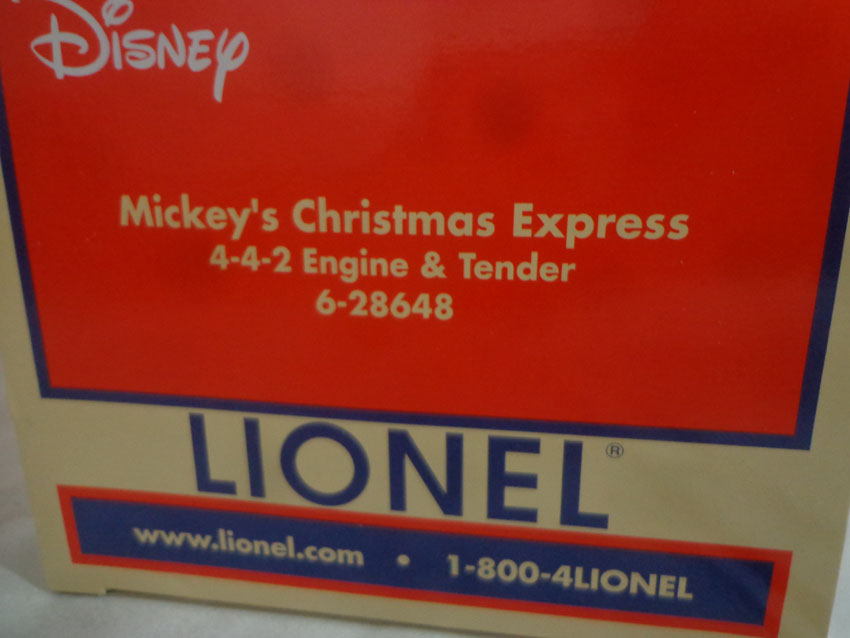 Disney
Mickey's Christmas Express
4-4-2 Engine & Tender
6-28648
LIONEL®
www.lionel.com • 1-800-4LIONEL